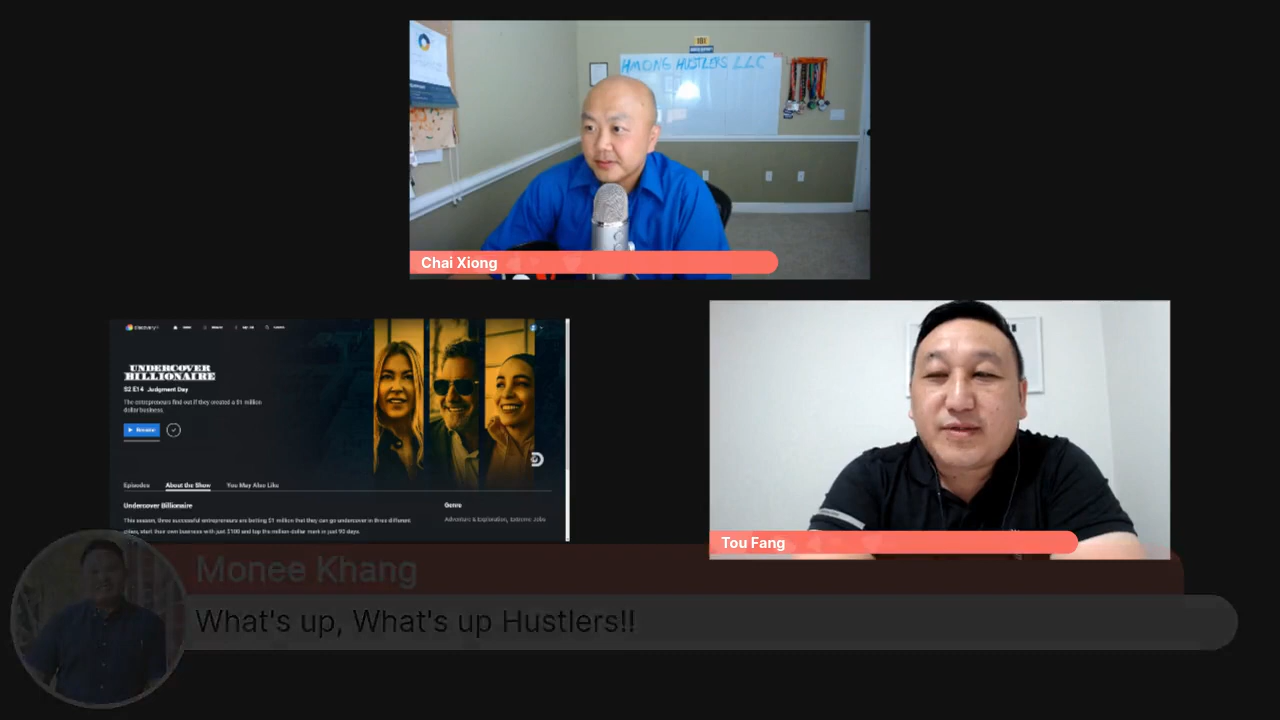 HMONG HUSTLERS LLC
Chai Xiong
discovery+
UNDERCOVER
BILLIONAIRE
S2 E14 Judgment Day
The entrepreneurs find out if they created a $1 million
dollar business.
Resume
Episodes About the Show You May Also Like
Undercover Billionaire
Genre
This season, three successful entrepreneurs are betting $1 million that they can go undercover in three different
cities, start their own business with just $100 and top the million-dollar mark in just 90 days.
Adventure & Exploration, Extreme Jobs
Tou Fang
Monee Khang
What's up, What's up Hustlers!!